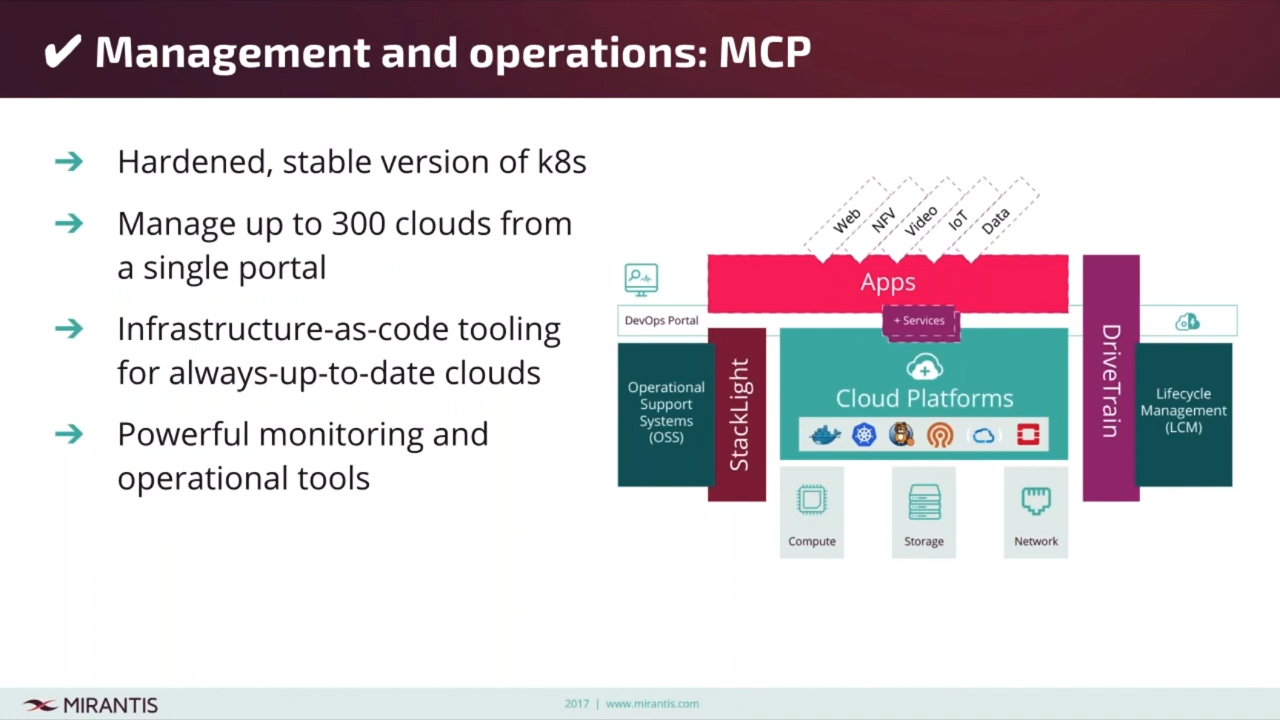 ✔ Management and operations: MCP
➔ Hardened, stable version of k8s
➔ Manage up to 300 clouds from
a single portal
➔ Infrastructure-as-code tooling
for always-up-to-date clouds
➔ Powerful monitoring and
operational tools
Web
NFV
Video
IoT
Data
Apps
+ Services
DevOps Portal
Operational
Support
Systems
(OSS)
StackLight
Cloud Platforms
DriveTrain
Lifecycle
Management
(LCM)
Compute
Storage
Network
MIRANTIS
2017 | www.mirantis.com